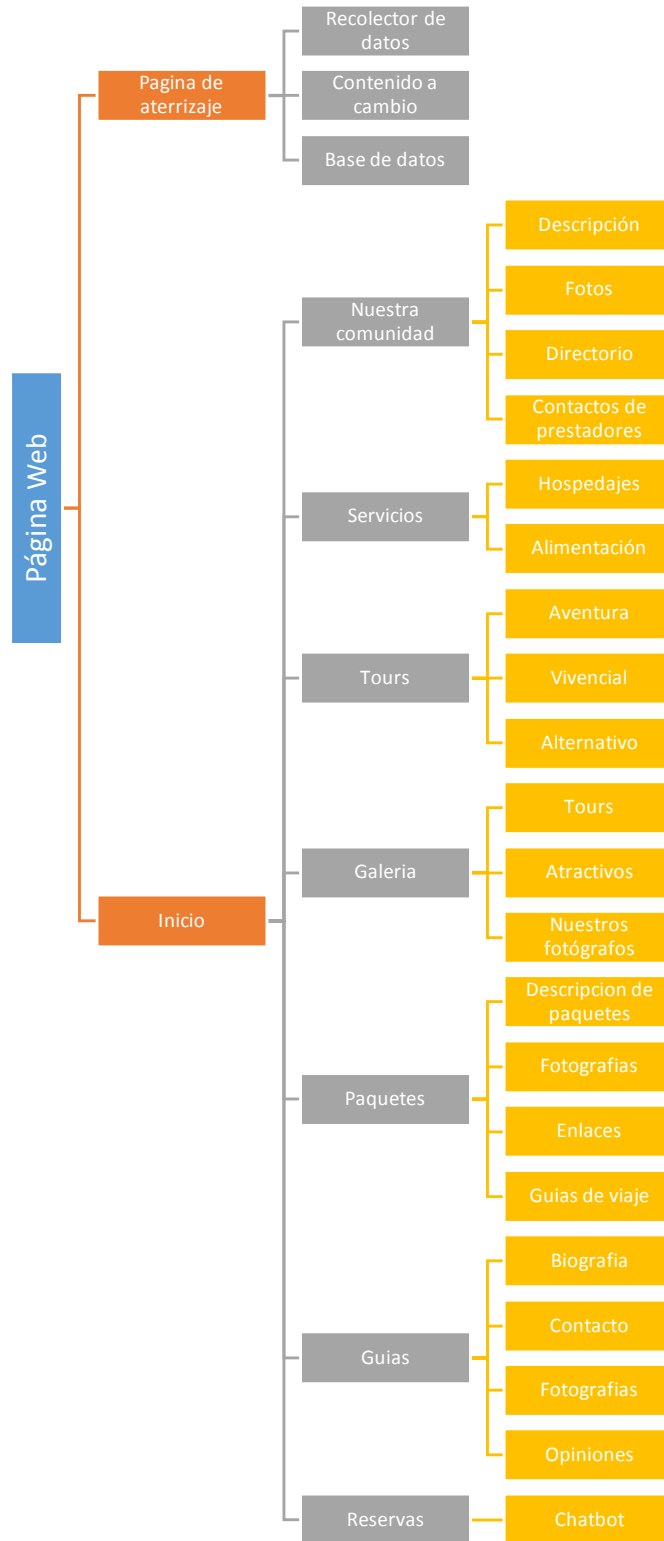 Página Web
Pagina de
aterrizaje
Recolector de
datos
Contenido a
cambio
Base de datos
Inicio
Nuestra
comunidad
Descripción
Fotos
Directorio
Contactos de
prestadores
Servicios
Hospedajes
Alimentación
Tours
Aventura
Vivencial
Alternativo
Galeria
Tours
Atractivos
Nuestros
fotógrafos
Paquetes
Descripcion de
paquetes
Fotografias
Enlaces
Guias de viaje
Guias
Biografia
Contacto
Fotografias
Opiniones
Reservas
Chatbot